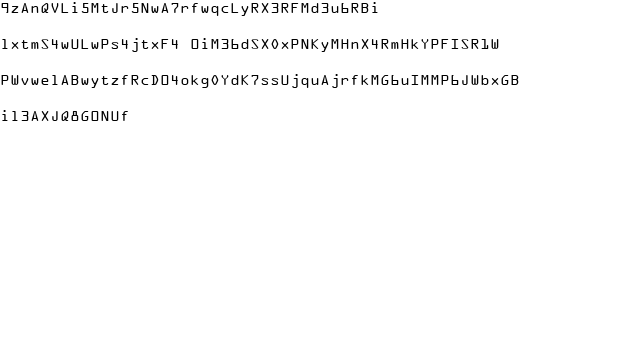 9zAnQVLi5MtJr5NwA7rfwqcLyRX3RFMd3u6RBi
lxtmS4wULwPs4jtxF4 OiM36dSX0xPNKyMHnX4RmHkYPFISR1W
PWvwelABwytzfRcDO4okg0YdK7ssUjquAjrfkMG6uIMMP6JWbxGB
il3AXJQ8GONUf